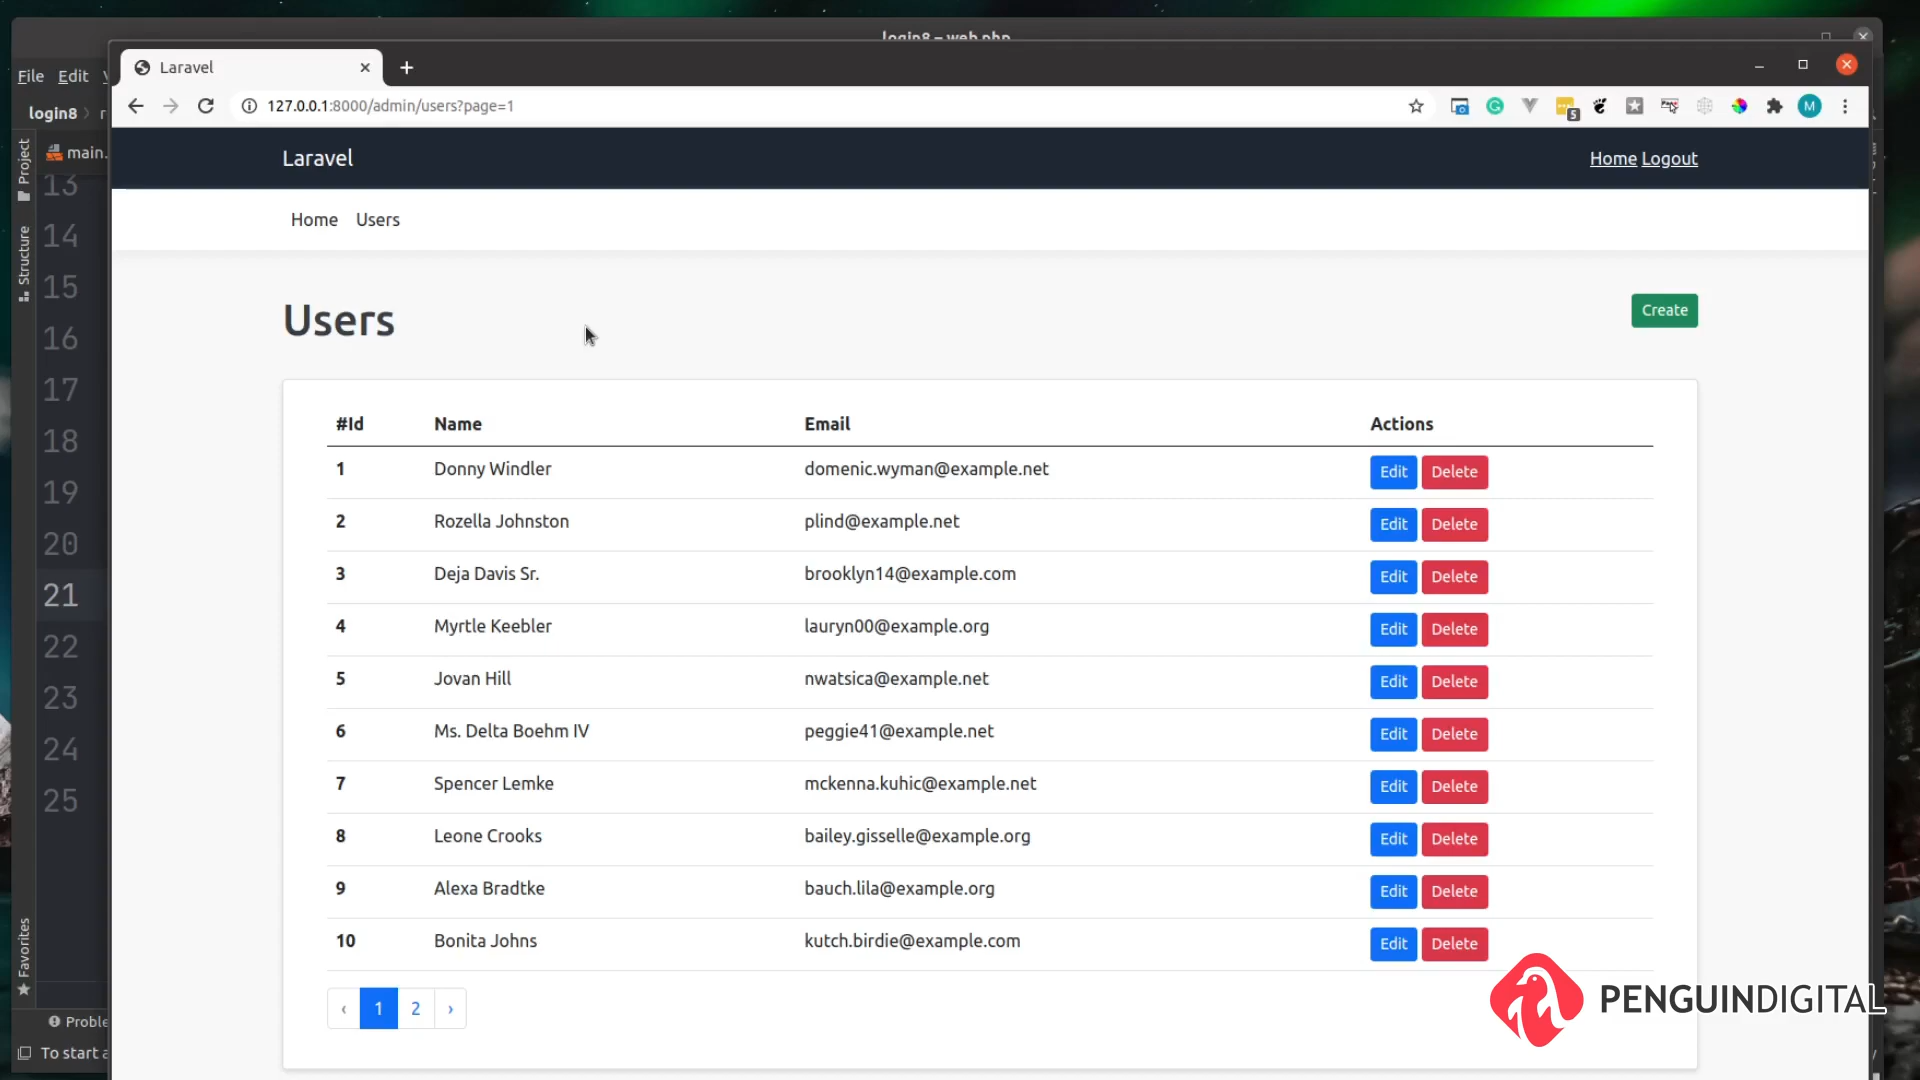 login8 – web.php
File Edit
Laravel
127.0.0.1:8000/admin/users?page=1
5
M
login8
main.
Project
Structure
Favorites
13
14
15
16
17
18
19
20
21
22
23
24
25
Proble
To start a
Laravel
Home Logout
Home Users
Users
Create
#Id Name Email Actions
1 Donny Windler domenic.wyman@example.net Edit Delete
2 Rozella Johnston plind@example.net Edit Delete
3 Deja Davis Sr. brooklyn14@example.com Edit Delete
4 Myrtle Keebler lauryn00@example.org Edit Delete
5 Jovan Hill nwatsica@example.net Edit Delete
6 Ms. Delta Boehm IV peggie41@example.net Edit Delete
7 Spencer Lemke mckenna.kuhic@example.net Edit Delete
8 Leone Crooks bailey.gisselle@example.org Edit Delete
9 Alexa Bradtke bauch.lila@example.org Edit Delete
10 Bonita Johns kutch.birdie@example.com Edit Delete
‹ 1 2 ›
PENGUINDIGITAL